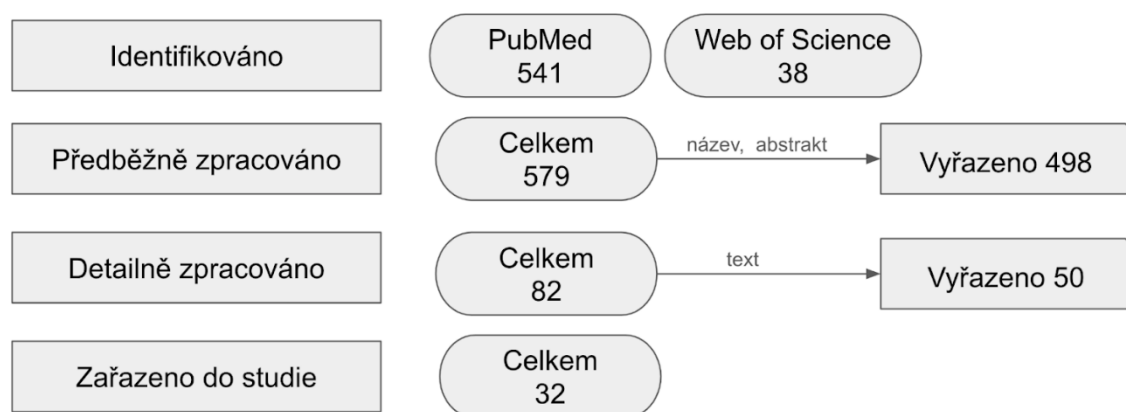 Identifikováno
PubMed
541
Web of Science
38
Předběžně zpracováno
Celkem
579
název, abstrakt
Vyřazeno 498
Detailně zpracováno
Celkem
82
text
Vyřazeno 50
Zařazeno do studie
Celkem
32